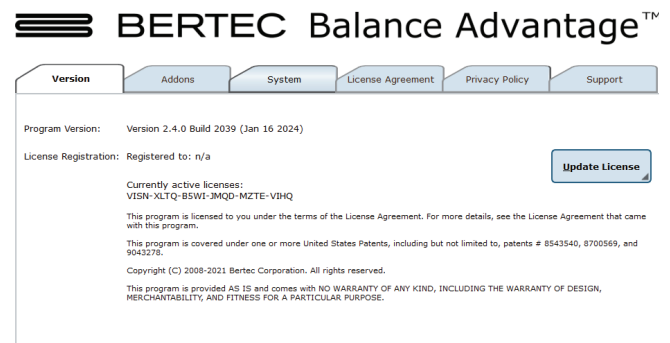 BERTEC Balance Advantage™
Version
Addons
System
License Agreement
Privacy Policy
Support
Program Version: Version 2.4.0 Build 2039 (Jan 16 2024)
License Registration: Registered to: n/a
Update License
Currently active licenses:
VISN-XLTQ-B5WI-JMQD-MZTE-VIHQ
This program is licensed to you under the terms of the License Agreement. For more details, see the License Agreement that came
with this program.
This program is covered under one or more United States Patents, including but not limited to, patents # 8543540, 8700569, and
9043278.
Copyright (C) 2008-2021 Bertec Corporation. All rights reserved.
This program is provided AS IS and comes with NO WARRANTY OF ANY KIND, INCLUDING THE WARRANTY OF DESIGN,
MERCHANTABILITY, AND FITNESS FOR A PARTICULAR PURPOSE.